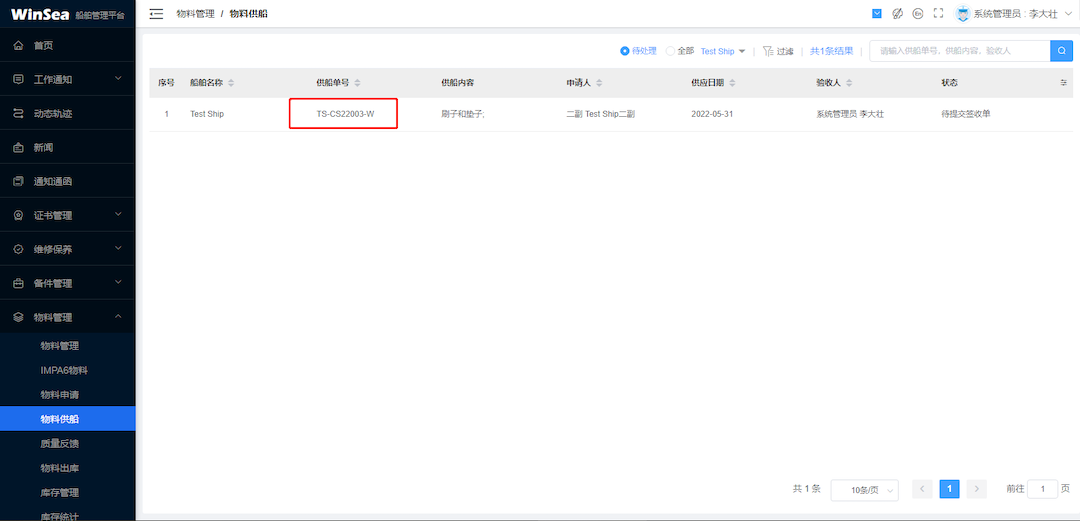 WinSea 船舶管理平台
首页
工作通知
动态轨迹
新闻
通知通函
证书管理
维修保养
备件管理
物料管理
物料管理
IMPA6物料
物料申请
物料供船
质量反馈
物料出库
库存管理
库存统计
物料管理 / 物料供船
En 系统管理员 : 李大壮
待处理 全部 Test Ship 过滤 共1条结果 请输入供船单号、供船内容、验收人
序号 船舶名称 供船单号 供船内容 申请人 供应日期 验收人 状态
1 Test Ship TS-CS22003-W 刷子和垫子; 二副 Test Ship二副 2022-05-31 系统管理员 李大壮 待提交签收单
共 1 条 10条/页 1 前往 1 页